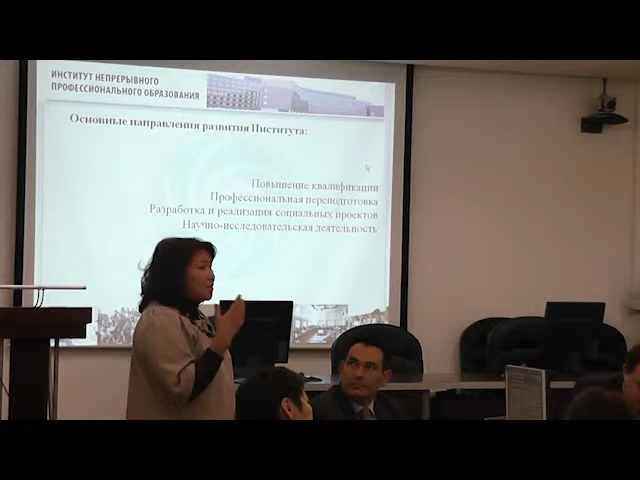 ИНСТИТУТ НЕПРЕРЫВНОГО
ПРОФЕССИОНАЛЬНОГО ОБРАЗОВАНИЯ
Основные направления развития Института:
Повышение квалификации
Профессиональная переподготовка
Разработка и реализация социальных проектов
Научно-исследовательская деятельность